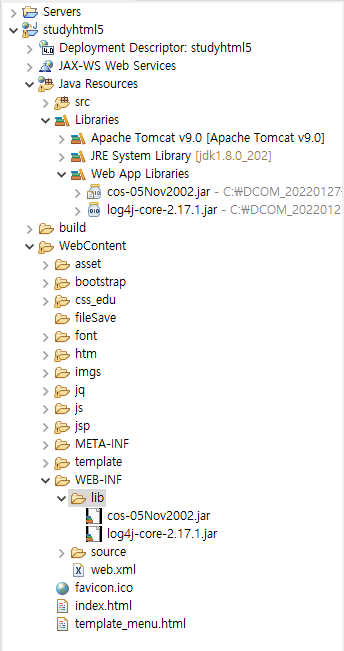 Servers
studyhtml5
Deployment Descriptor: studyhtml5
JAX-WS Web Services
Java Resources
src
Libraries
Apache Tomcat v9.0 [Apache Tomcat v9.0]
JRE System Library [jdk1.8.0_202]
Web App Libraries
cos-05Nov2002.jar - C:₩DCOM_20220127
log4j-core-2.17.1.jar - C:₩DCOM_2022012
build
WebContent
asset
bootstrap
css_edu
fileSave
font
htm
imgs
jq
js
jsp
META-INF
template
WEB-INF
lib
cos-05Nov2002.jar
log4j-core-2.17.1.jar
source
web.xml
favicon.ico
index.html
template_menu.html